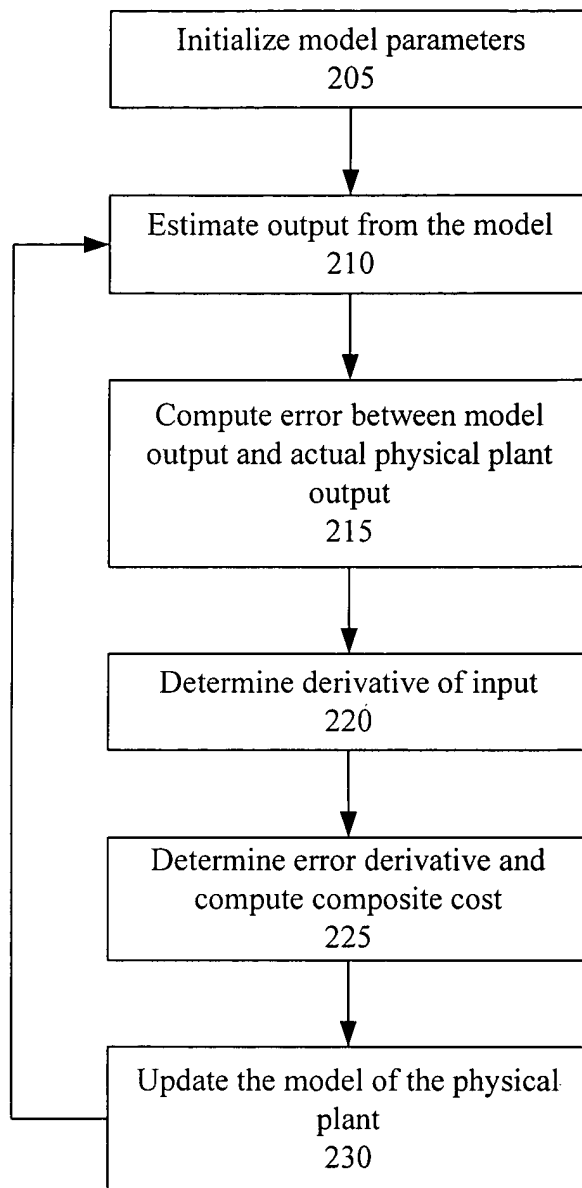 Initialize model parameters
205
Estimate output from the model
210
Compute error between model
output and actual physical plant
output
215
Determine derivative of input
220
Determine error derivative and
compute composite cost
225
Update the model of the physical
plant
230